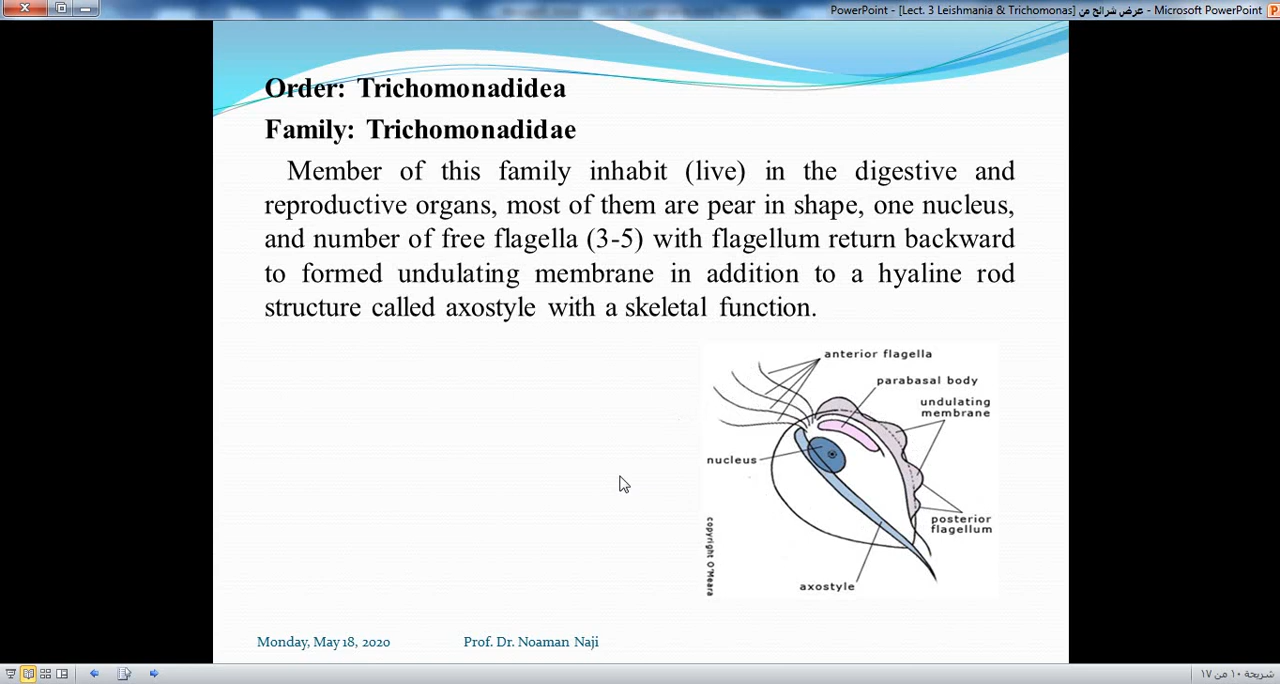 PowerPoint - [Lect. 3 Leishmania & Trichomonas] عرض شرائح من - Microsoft PowerPoint
Order: Trichomonadidea
Family: Trichomonadidae
Member of this family inhabit (live) in the digestive and
reproductive organs, most of them are pear in shape, one nucleus,
and number of free flagella (3-5) with flagellum return backward
to formed undulating membrane in addition to a hyaline rod
structure called axostyle with a skeletal function.
anterior flagella
parabasal body
undulating
membrane
nucleus
posterior
flagellum
axostyle
copyright O'Meara
Monday, May 18, 2020
Prof. Dr. Noaman Naji
شريحة ١٠ من ١٧